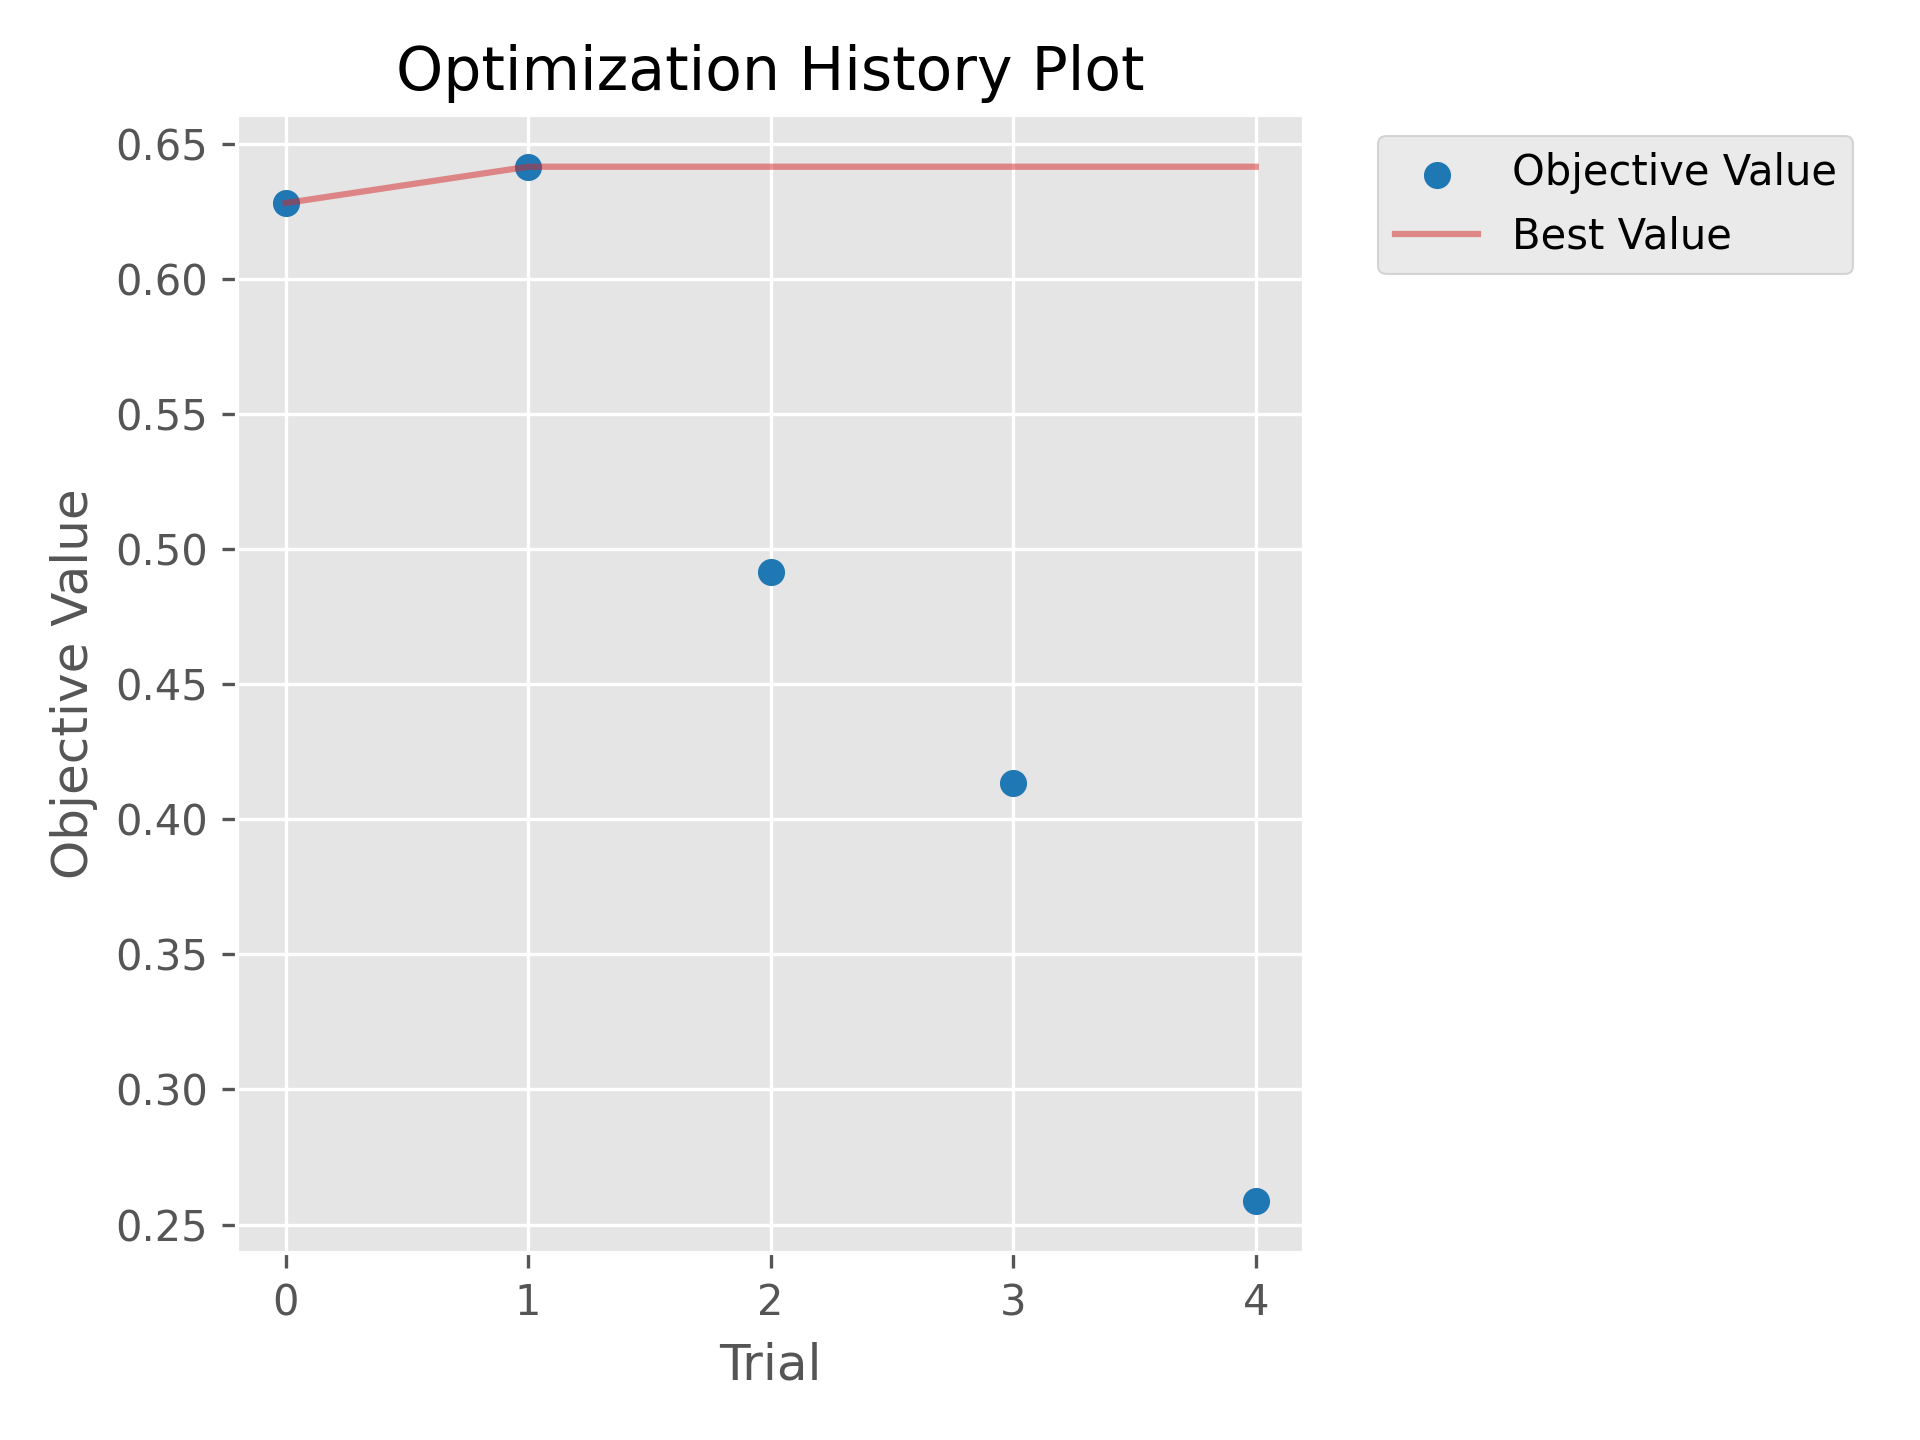 Optimization History Plot
0.65
0.60
0.55
0.50
0.45
0.40
0.35
0.30
0.25
Objective Value
0 1 2 3 4
Trial
Objective Value
Best Value